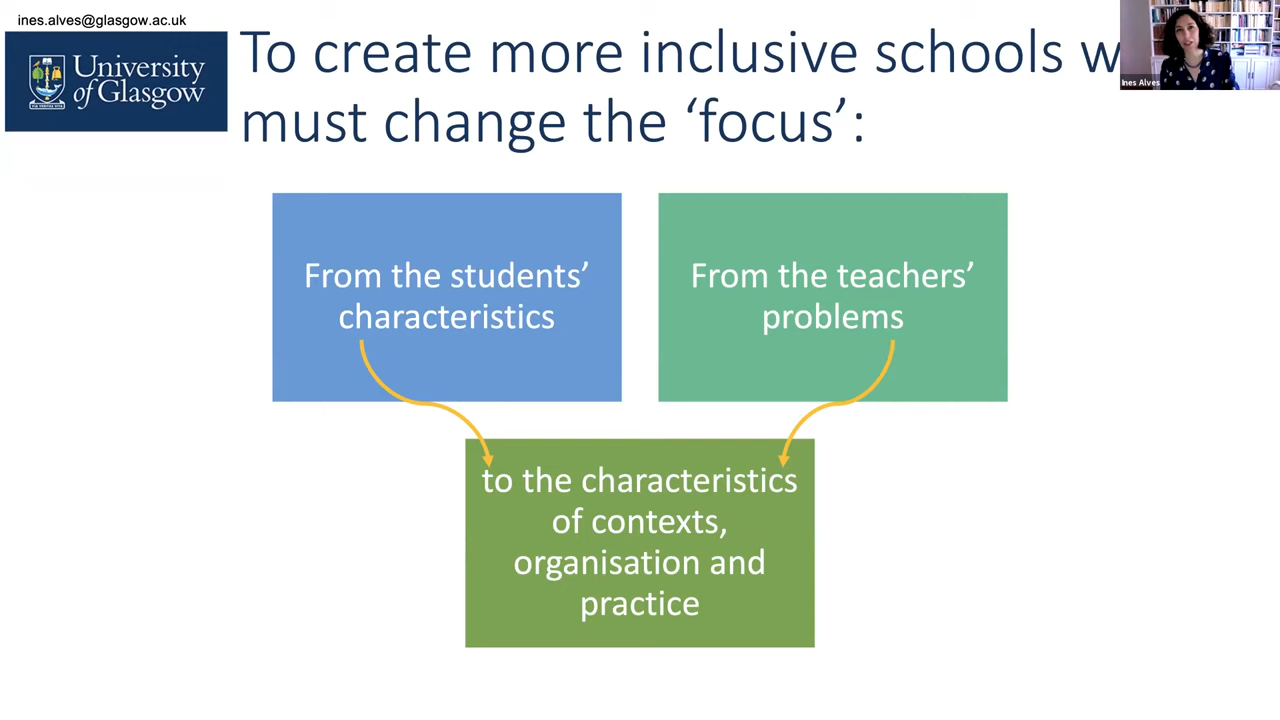 ines.alves@glasgow.ac.uk
University
of Glasgow
To create more inclusive schools
must change the ‘focus’:
Ines Alves
From the students’
characteristics
From the teachers’
problems
to the characteristics
of contexts,
organisation and
practice